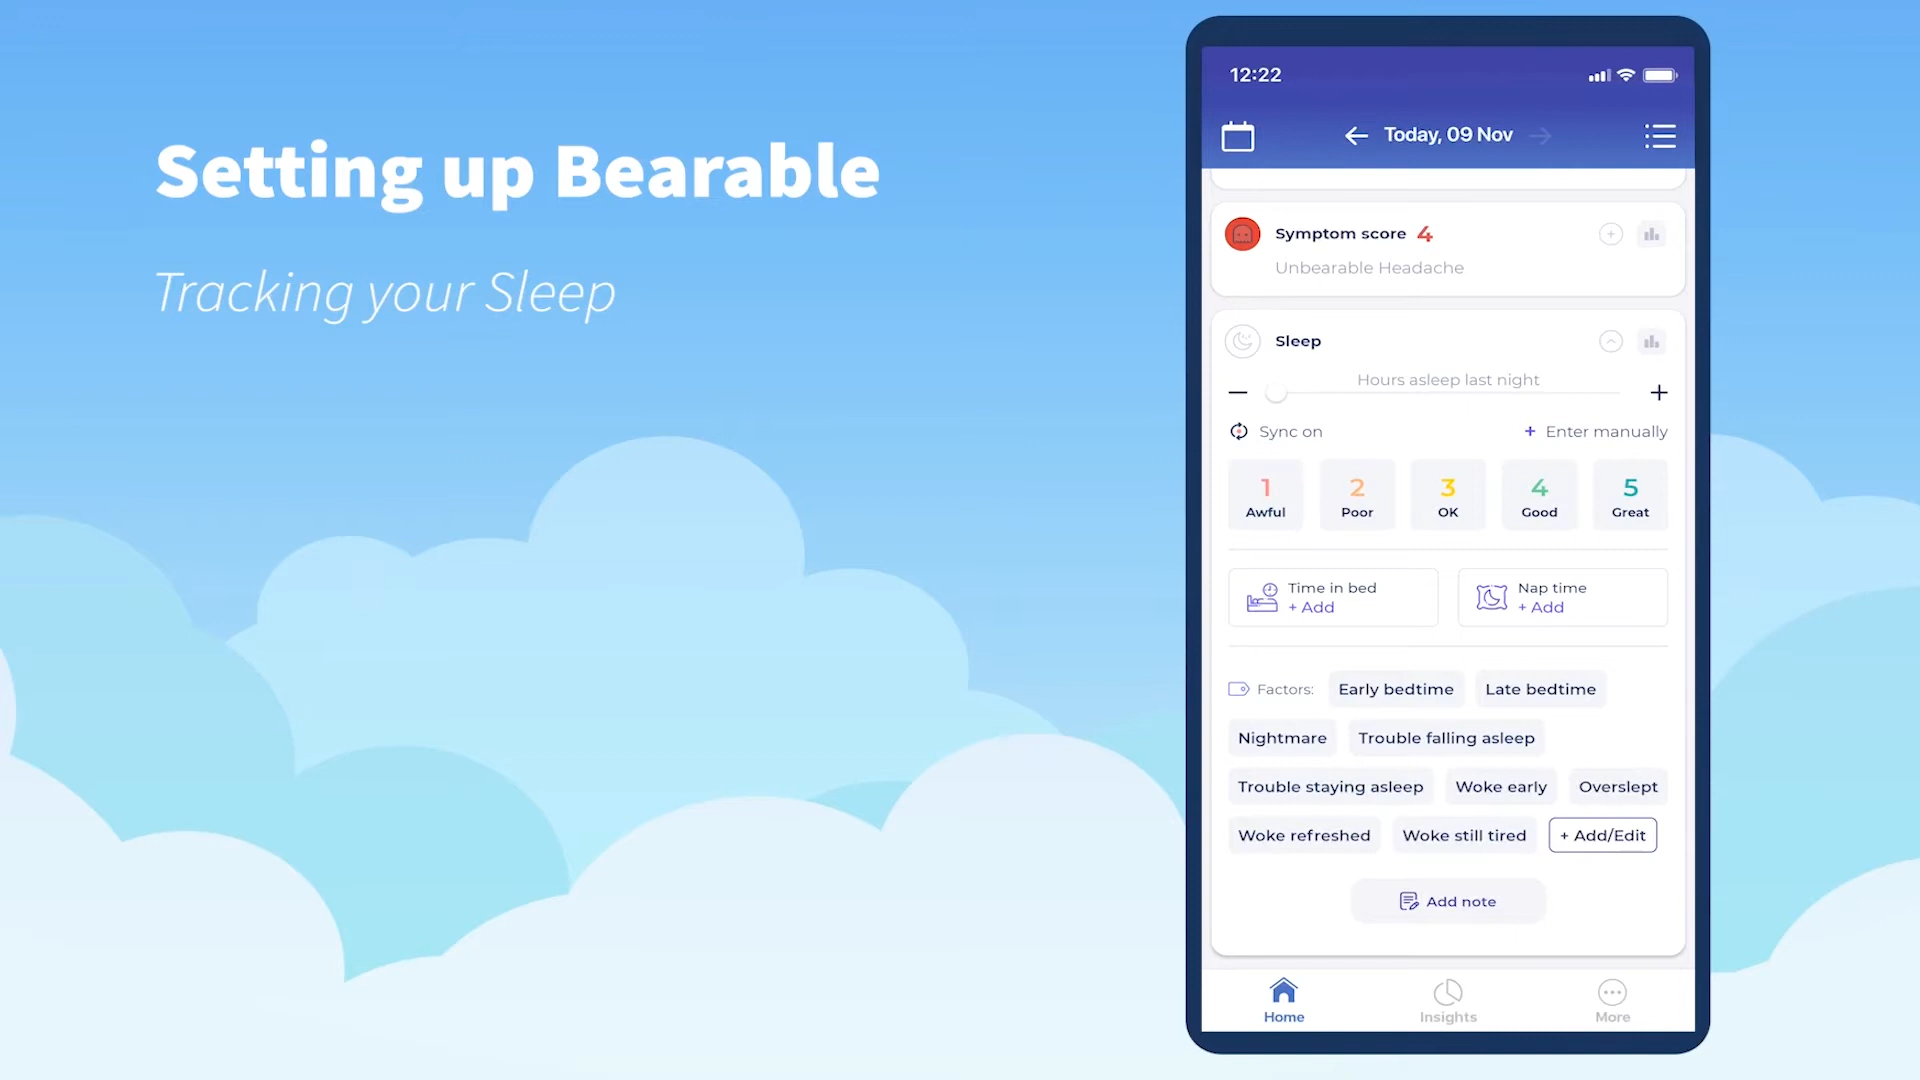 Setting up Bearable
Tracking your Sleep
12:22
Today, 09 Nov
Symptom score 4
Unbearable Headache
Sleep
Hours asleep last night
Sync on
+ Enter manually
1 2 3 4 5
Awful Poor OK Good Great
Time in bed
+ Add
Nap time
+ Add
Factors: Early bedtime Late bedtime
Nightmare Trouble falling asleep
Trouble staying asleep Woke early Overslept
Woke refreshed Woke still tired + Add/Edit
Add note
Home Insights More